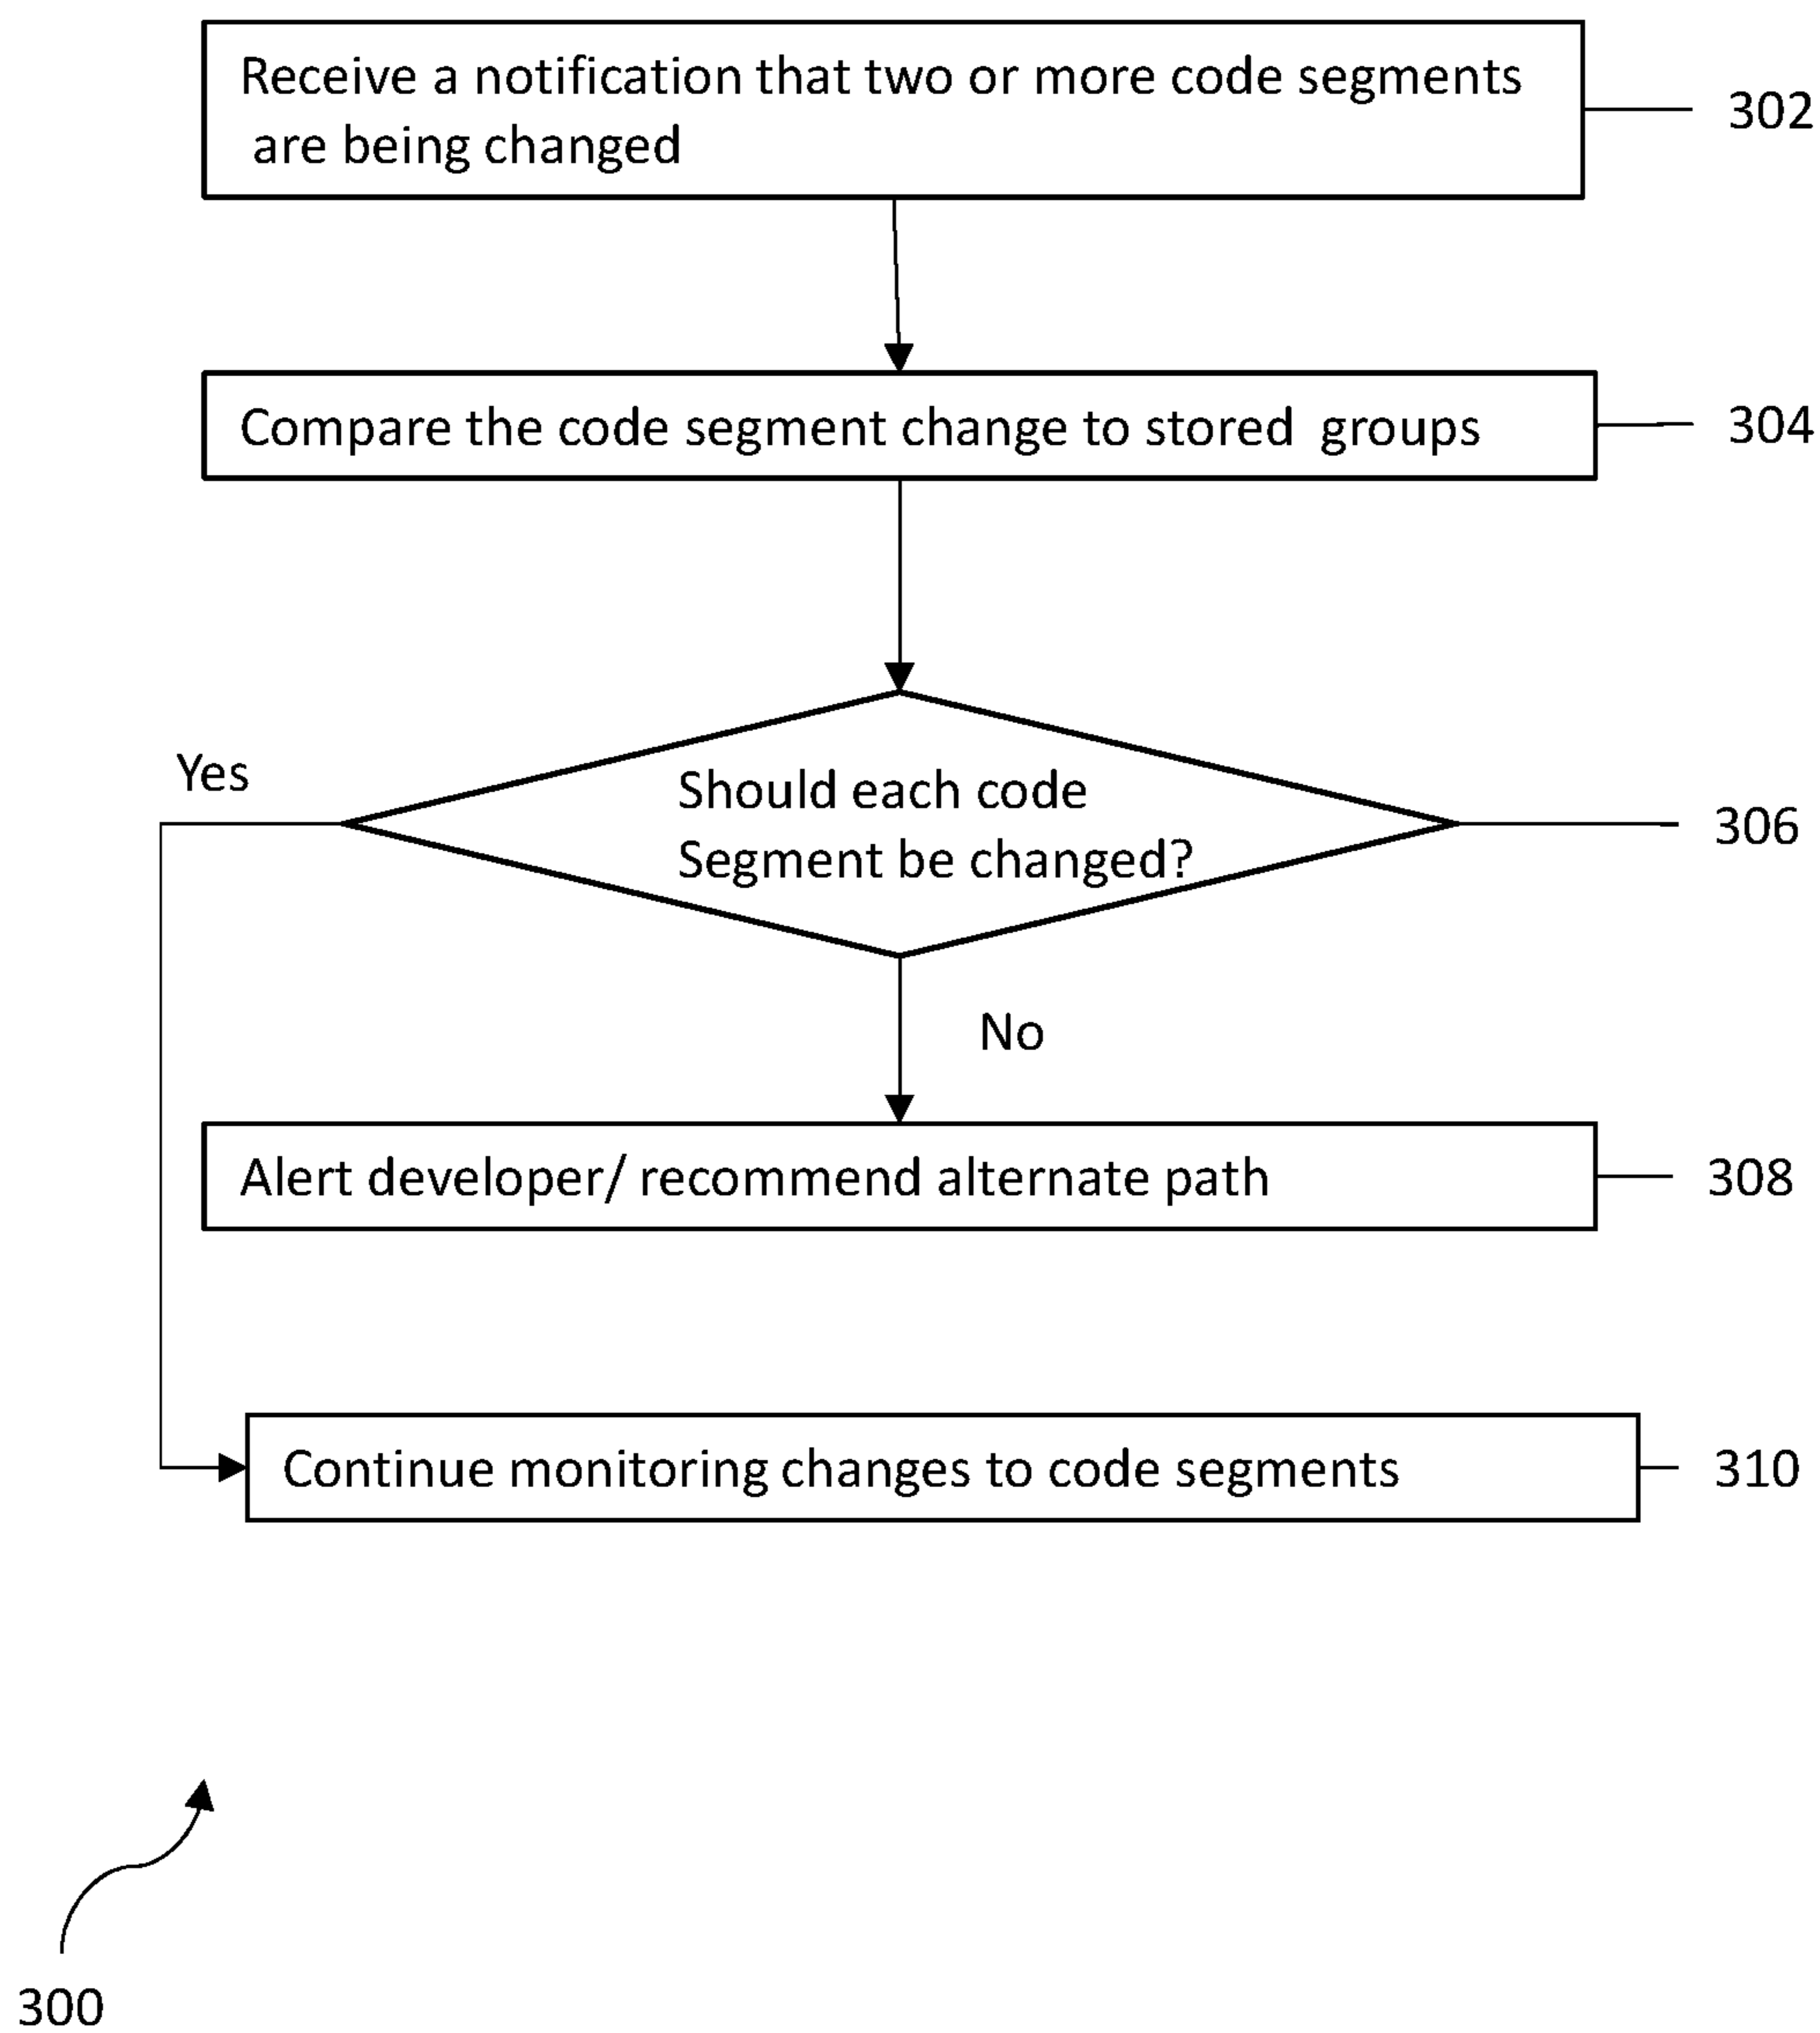 Receive a notification that two or more code segments
are being changed
302
Compare the code segment change to stored groups
304
Yes
Should each code
Segment be changed?
306
No
Alert developer/ recommend alternate path
308
Continue monitoring changes to code segments
310
300